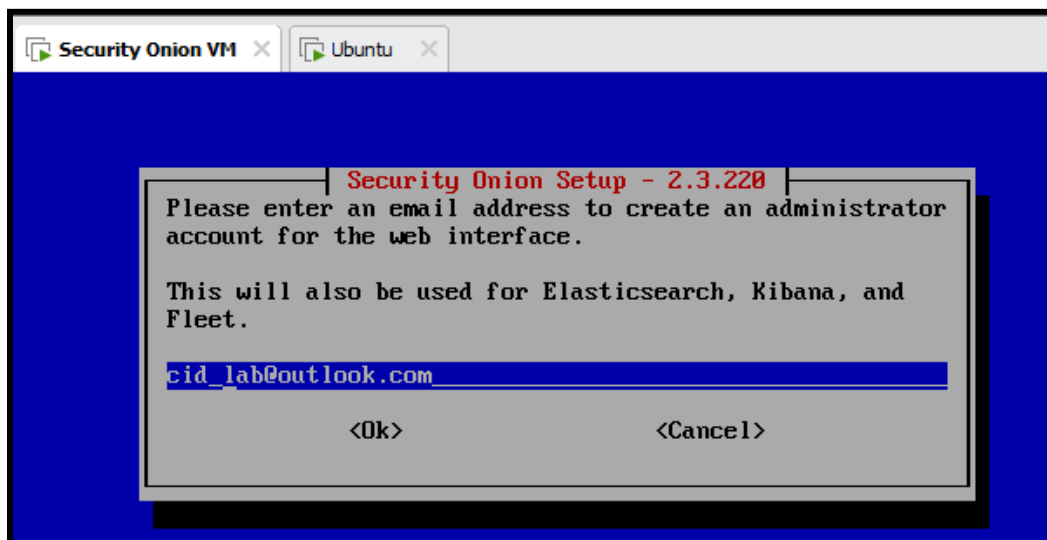 Security Onion VM
Ubuntu
Security Onion Setup - 2.3.220
Please enter an email address to create an administrator
account for the web interface.
This will also be used for Elasticsearch, Kibana, and
Fleet.
cid_lab@outlook.com
<Ok> <Cancel>